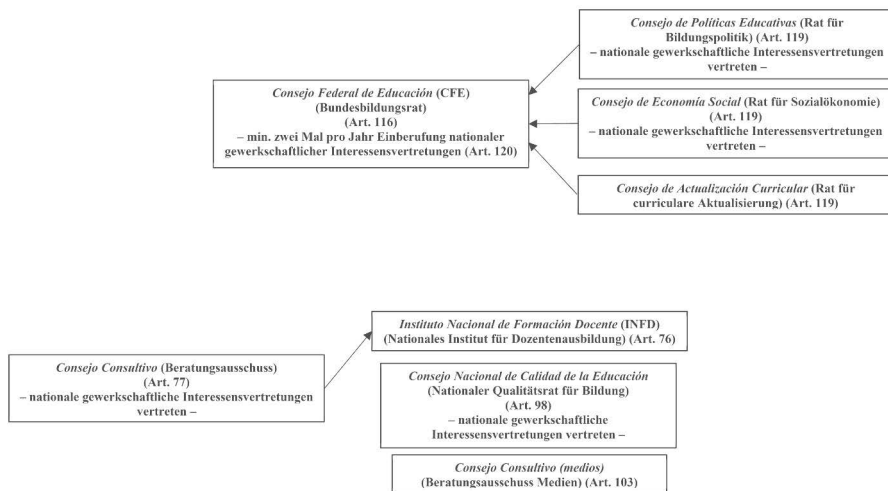 Consejo de Políticas Educativas (Rat für
Bildungspolitik) (Art. 119)
– nationale gewerkschaftliche Interessensvertretungen
vertreten –
Consejo Federal de Educación (CFE)
(Bundesbildungsrat)
(Art. 116)
– min. zwei Mal pro Jahr Einberufung nationaler
gewerkschaftlicher Interessensvertretungen (Art. 120)
Consejo de Economía Social (Rat für Sozialökonomie)
(Art. 119)
– nationale gewerkschaftliche Interessensvertretungen
vertreten –
Consejo de Actualización Curricular (Rat für
curriculare Aktualisierung) (Art. 119)
Instituto Nacional de Formación Docente (INFD)
(Nationales Institut für Dozentenausbildung) (Art. 76)
Consejo Consultivo (Beratungsausschuss)
(Art. 77)
– nationale gewerkschaftliche Interessensvertretungen
vertreten –
Consejo Nacional de Calidad de la Educación
(Nationaler Qualitätsrat für Bildung)
(Art. 98)
– nationale gewerkschaftliche
Interessensvertretungen vertreten –
Consejo Consultivo (medios)
(Beratungsausschuss Medien) (Art. 103)